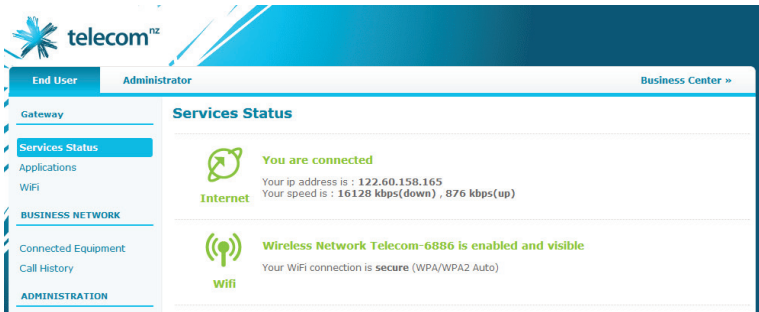 telecom nz
End User
Administrator
Business Center »
Gateway
Services Status
Applications
WiFi
BUSINESS NETWORK
Connected Equipment
Call History
ADMINISTRATION
Services Status
Internet
You are connected
Your ip address is : 122.60.158.165
Your speed is : 16128 kbps(down) , 876 kbps(up)
Wifi
Wireless Network Telecom-6886 is enabled and visible
Your WiFi connection is secure (WPA/WPA2 Auto)